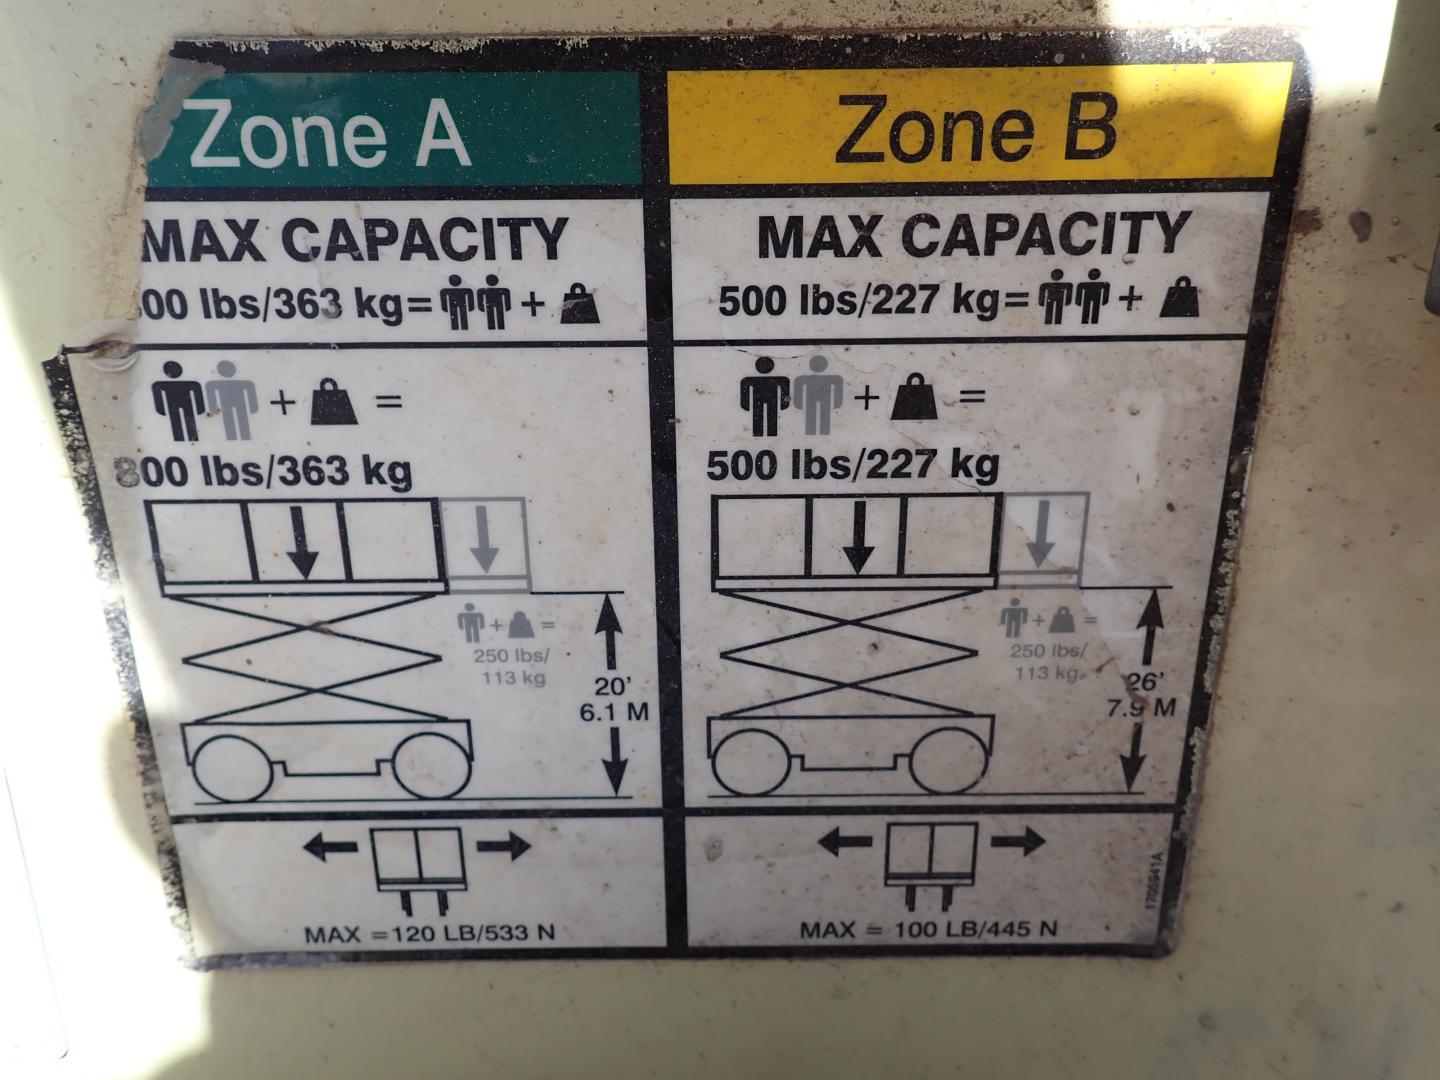 Zone A
MAX CAPACITY
00 lbs/363 kg= +
+ =
800 lbs/363 kg
+ =
250 lbs/
113 kg
20'
6.1 M
MAX =120 LB/533 N
Zone B
MAX CAPACITY
500 lbs/227 kg= +
+ =
500 lbs/227 kg
+ =
250 lbs/
113 kg
26'
7.9 M
MAX = 100 LB/445 N
1705941A